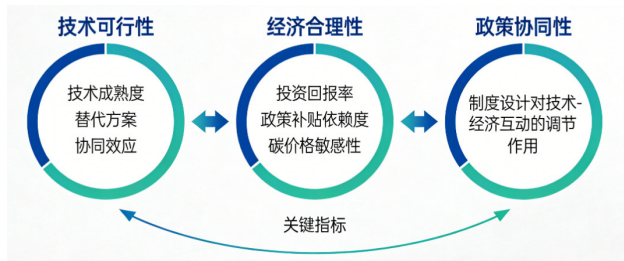 技术可行性
技术成熟度
替代方案
协同效应
经济合理性
投资回报率
政策补贴依赖度
碳价格敏感性
政策协同性
制度设计对技术-
经济互动的调节
作用
关键指标